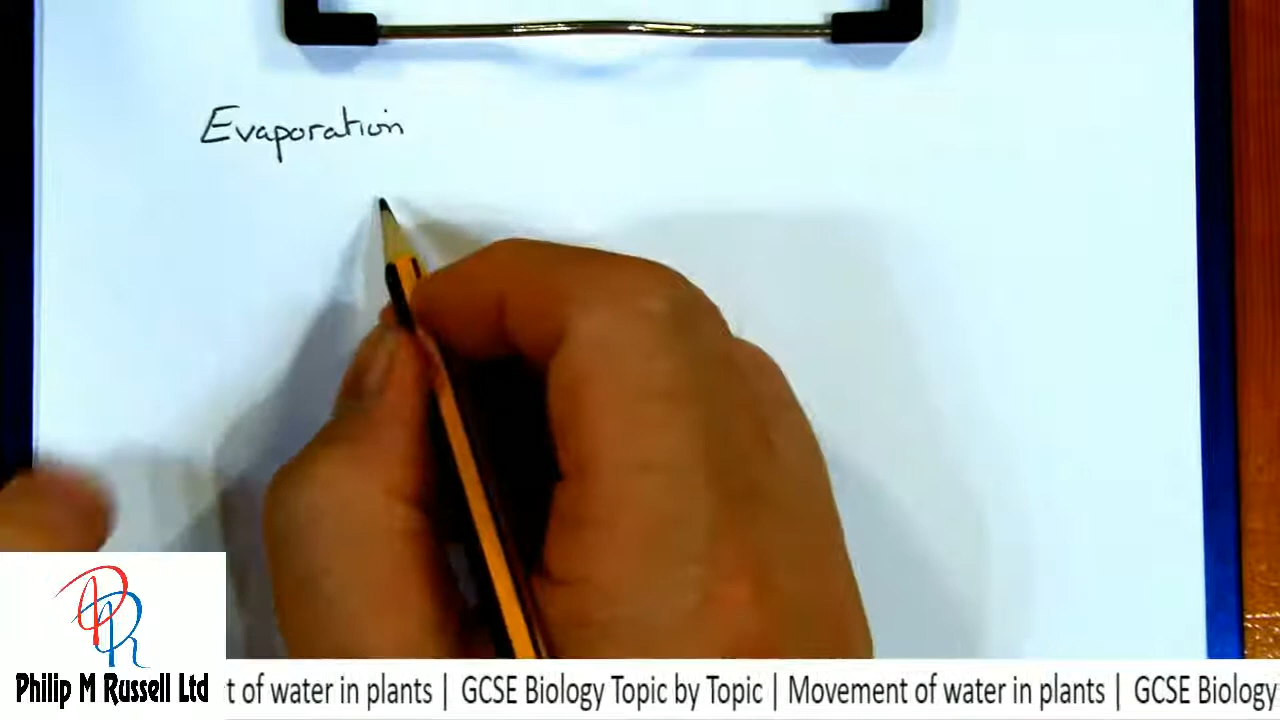 Evaporation
Philip M Russell Ltd
t of water in plants | GCSE Biology Topic by Topic | Movement of water in plants | GCSE Biology